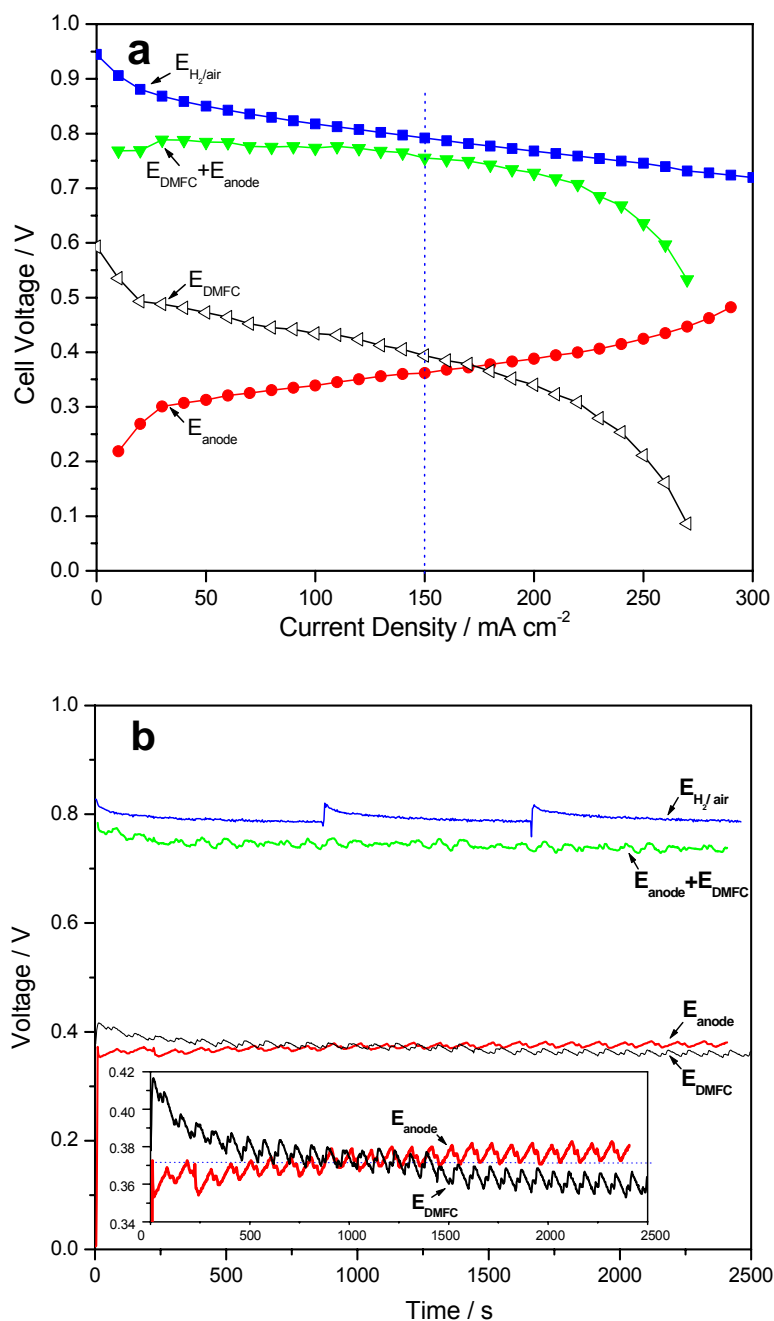 a
1.0
0.9
0.8
0.7
0.6
0.5
0.4
0.3
0.2
0.1
0.0
E H2/air
E DMFC+E anode
E DMFC
E anode
0 50 100 150 200 250 300
Cell Voltage / V
Current Density / mA cm-2
b
1.0
0.8
0.6
0.4
0.2
0.0
E H2/air
E anode+E DMFC
E anode
E DMFC
0.42
0.40
0.38
0.36
0.34
E anode
E DMFC
0 500 1000 1500 2000 2500
0 500 1000 1500 2000 2500
Voltage / V
Time / s